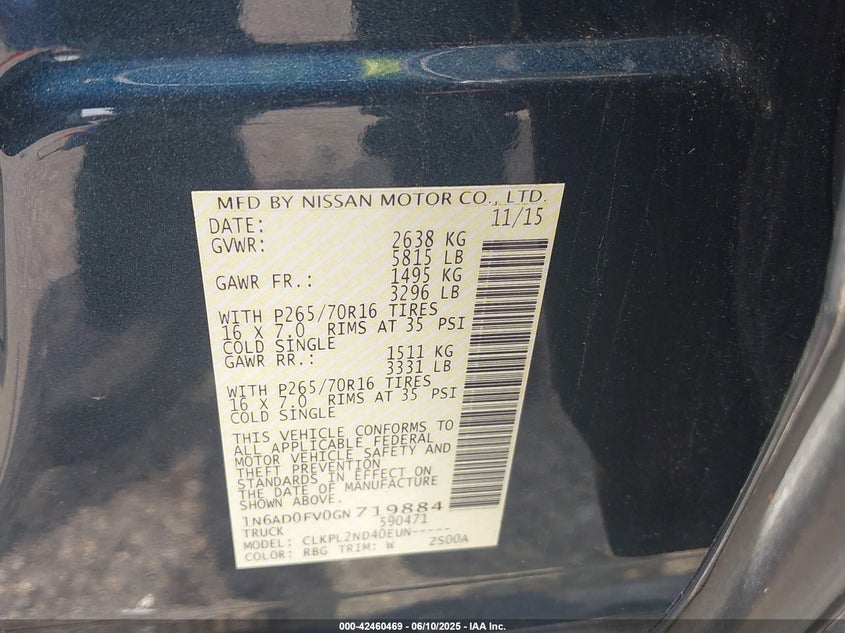 MFD BY NISSAN MOTOR CO., LTD.
DATE: 11/15
GVWR: 2638 KG
5815 LB
GAWR FR.: 1495 KG
3296 LB
WITH P265/70R16 TIRES
16 X 7.0 RIMS AT 35 PSI
COLD SINGLE
GAWR RR.: 1511 KG
3331 LB
WITH P265/70R16 TIRES
16 X 7.0 RIMS AT 35 PSI
COLD SINGLE
THIS VEHICLE CONFORMS TO
ALL APPLICABLE FEDERAL
MOTOR VEHICLE SAFETY AND
THEFT PREVENTION
STANDARDS IN EFFECT ON
THE DATE OF MANUFACTURE
SHOWN ABOVE.
1N6AD0FV0GN719884
TRUCK 590471
MODEL: CLKPL2ND40EUN-----
COLOR: RBG TRIM: W ZS00A
000-42460469 - 06/10/2025 - IAA Inc.